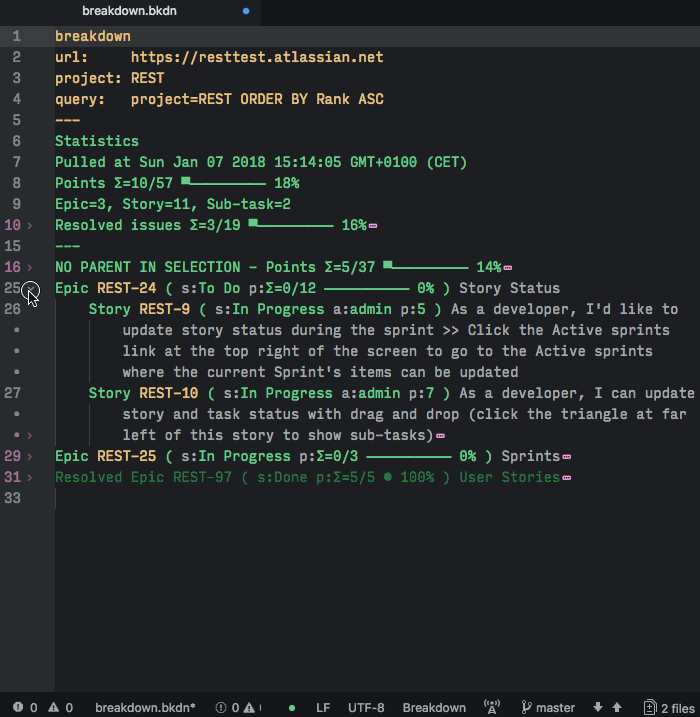 breakdown.bkdn
1 breakdown
2 url: https://resttest.atlassian.net
3 project: REST
4 query: project=REST ORDER BY Rank ASC
5 ---
6 Statistics
7 Pulled at Sun Jan 07 2018 15:14:05 GMT+0100 (CET)
8 Points Σ=10/57 ▀────────── 18%
9 Epic=3, Story=11, Sub-task=2
10 › Resolved issues Σ=3/19 ▀────────── 16%
15 ---
16 › NO PARENT IN SELECTION - Points Σ=5/37 ▀────────── 14%
25 Epic REST-24 ( s:To Do p:Σ=0/12 ────────── 0% ) Story Status
26 Story REST-9 ( s:In Progress a:admin p:5 ) As a developer, I'd like to
• update story status during the sprint >> Click the Active sprints
• link at the top right of the screen to go to the Active sprints
• where the current Sprint's items can be updated
27 Story REST-10 ( s:In Progress a:admin p:7 ) As a developer, I can update
• story and task status with drag and drop (click the triangle at far
• › left of this story to show sub-tasks)
29 › Epic REST-25 ( s:In Progress p:Σ=0/3 ────────── 0% ) Sprints
31 › Resolved Epic REST-97 ( s:Done p:Σ=5/5 ● 100% ) User Stories
33
0 0 breakdown.bkdn* 0 LF UTF-8 Breakdown master 2 files